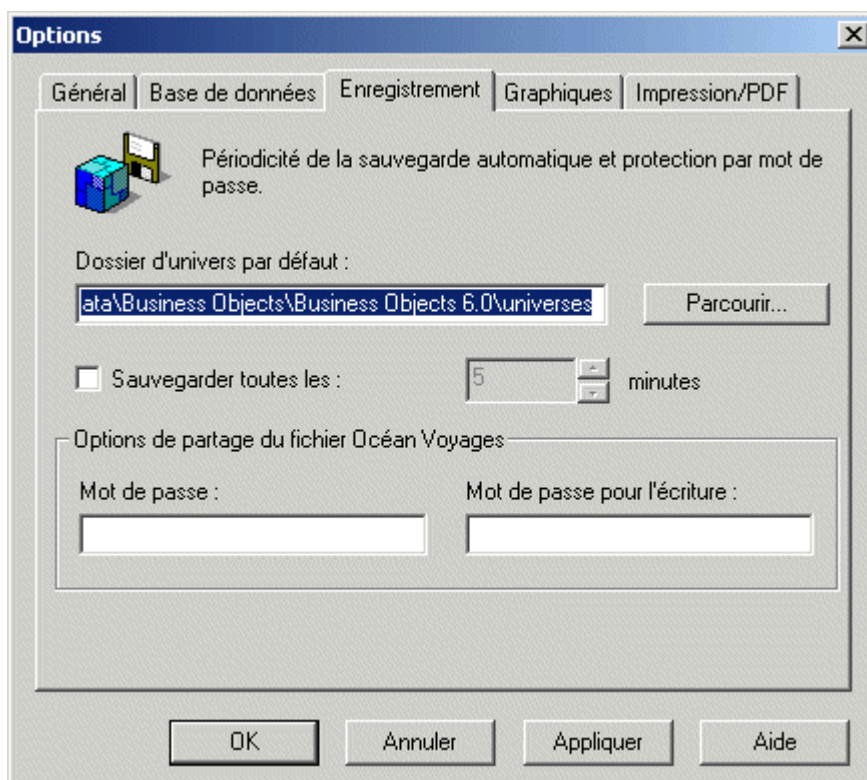 Options
Général Base de données Enregistrement Graphiques Impression/PDF
Périodicité de la sauvegarde automatique et protection par mot de
passe.
Dossier d'univers par défaut :
ata\Business Objects\Business Objects 6.0\universes
Parcourir...
Sauvegarder toutes les : 5 minutes
Options de partage du fichier Océan Voyages
Mot de passe : Mot de passe pour l'écriture :
OK Annuler Appliquer Aide